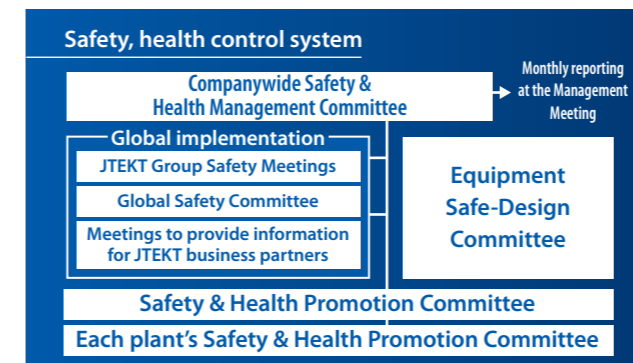 Safety, health control system
Companywide Safety &
Health Management Committee
Monthly reporting
at the Management
Meeting
Global implementation
JTEKT Group Safety Meetings
Global Safety Committee
Meetings to provide information
for JTEKT business partners
Equipment
Safe-Design
Committee
Safety & Health Promotion Committee
Each plant's Safety & Health Promotion Committee